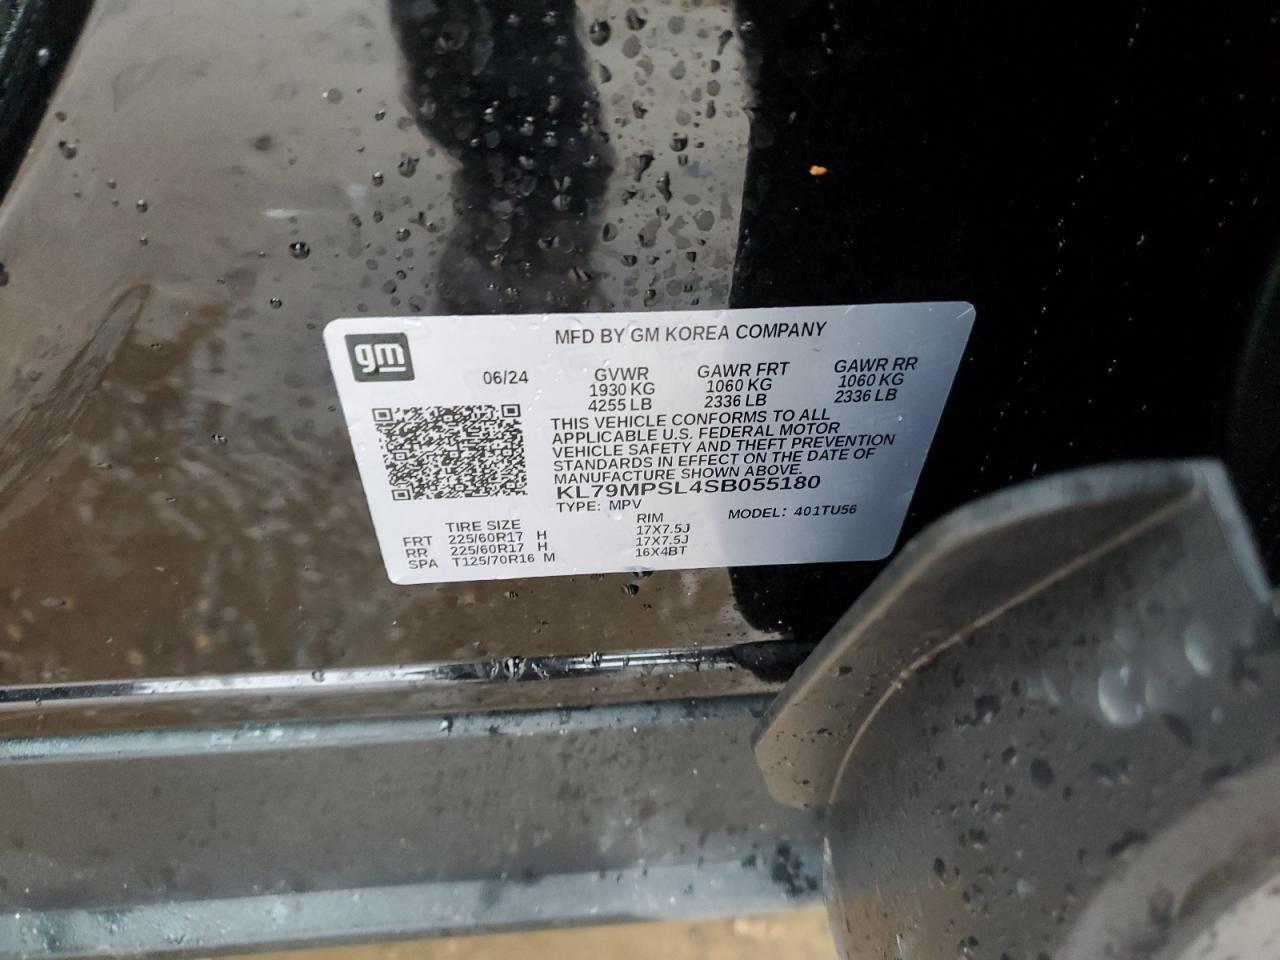 gm
MFD BY GM KOREA COMPANY
06/24
GVWR GAWR FRT GAWR RR
1930 KG 1060 KG 1060 KG
4255 LB 2336 LB 2336 LB
THIS VEHICLE CONFORMS TO ALL
APPLICABLE U.S. FEDERAL MOTOR
VEHICLE SAFETY AND THEFT PREVENTION
STANDARDS IN EFFECT ON THE DATE OF
MANUFACTURE SHOWN ABOVE.
KL79MPSL4SB055180
TYPE: MPV MODEL: 401TU56
TIRE SIZE RIM
FRT 225/60R17 H 17X7.5J
RR 225/60R17 H 17X7.5J
SPA T125/70R16 M 16X4BT